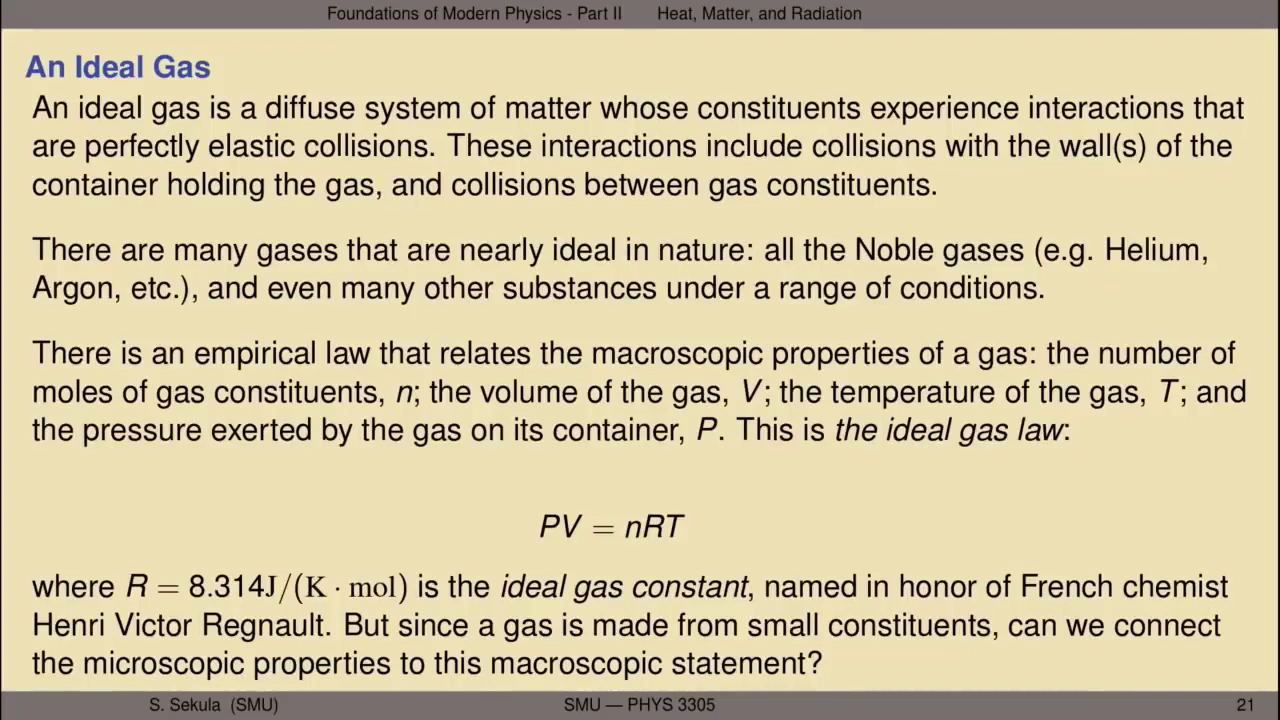 Foundations of Modern Physics - Part II Heat, Matter, and Radiation
An Ideal Gas
An ideal gas is a diffuse system of matter whose constituents experience interactions that
are perfectly elastic collisions. These interactions include collisions with the wall(s) of the
container holding the gas, and collisions between gas constituents.
There are many gases that are nearly ideal in nature: all the Noble gases (e.g. Helium,
Argon, etc.), and even many other substances under a range of conditions.
There is an empirical law that relates the macroscopic properties of a gas: the number of
moles of gas constituents, n; the volume of the gas, V; the temperature of the gas, T; and
the pressure exerted by the gas on its container, P. This is the ideal gas law:
PV = nRT
where R = 8.314J/(K · mol) is the ideal gas constant, named in honor of French chemist
Henri Victor Regnault. But since a gas is made from small constituents, can we connect
the microscopic properties to this macroscopic statement?
S. Sekula (SMU) SMU — PHYS 3305 21